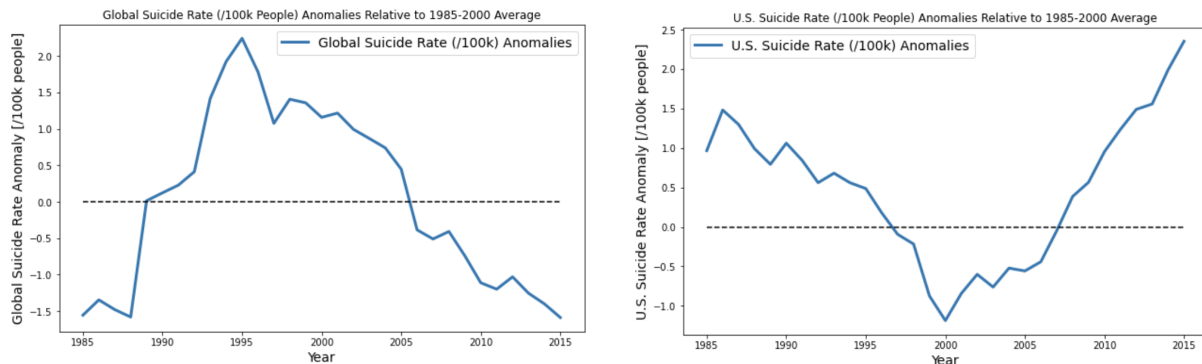 Global Suicide Rate (/100k People) Anomalies Relative to 1985-2000 Average
Global Suicide Rate (/100k) Anomalies
Global Suicide Rate Anomaly [/100k people]
2.0
1.5
1.0
0.5
0.0
−0.5
−1.0
−1.5
1985 1990 1995 2000 2005 2010 2015
Year
U.S. Suicide Rate (/100k People) Anomalies Relative to 1985-2000 Average
U.S. Suicide Rate (/100k) Anomalies
U.S. Suicide Rate Anomaly [/100k people]
2.5
2.0
1.5
1.0
0.5
0.0
−0.5
−1.0
1985 1990 1995 2000 2005 2010 2015
Year